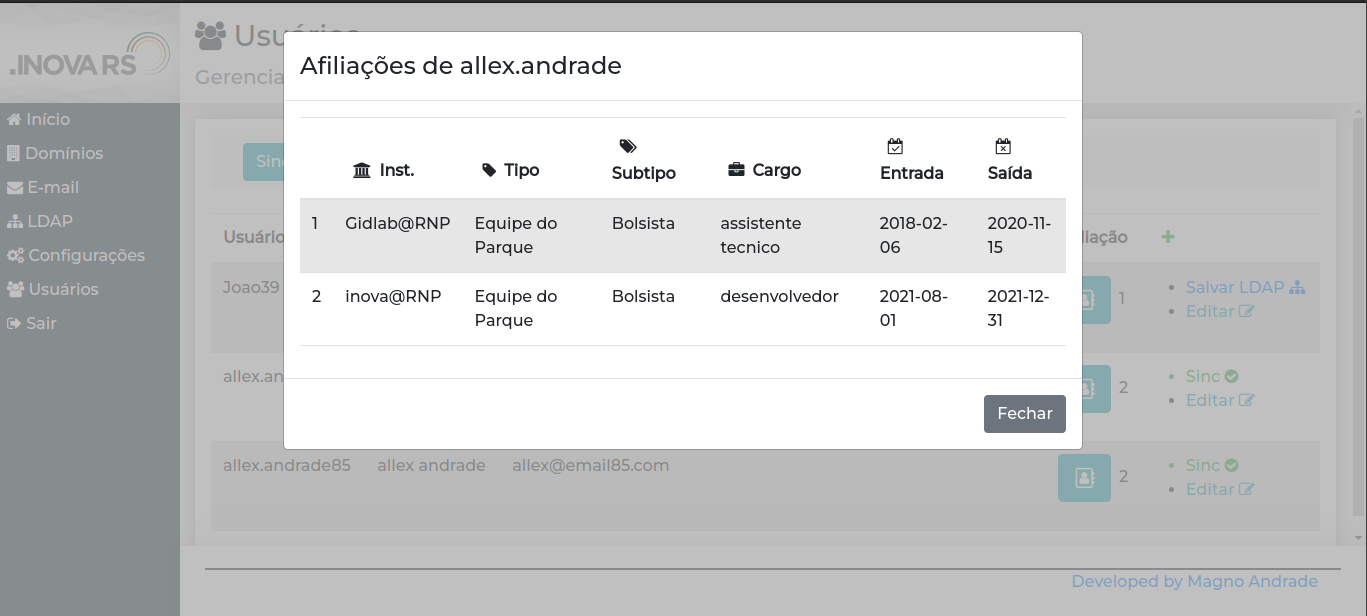 .INOVA RS
Início
Domínios
E-mail
LDAP
Configurações
Usuários
Sair
Usuários
Gerencia
Sinc
Usuário
Joao39
allex.an
Afiliações de allex.andrade
Inst. Tipo Subtipo Cargo Entrada Saída
1 Gidlab@RNP Equipe do Bolsista assistente 2018-02- 2020-11-
Parque tecnico 06 15
2 inova@RNP Equipe do Bolsista desenvolvedor 2021-08- 2021-12-
Parque 01 31
Fechar
liação
1 Salvar LDAP
Editar
2 Sinc
Editar
allex.andrade85 allex andrade allex@email85.com 2 Sinc
Editar
Developed by Magno Andrade